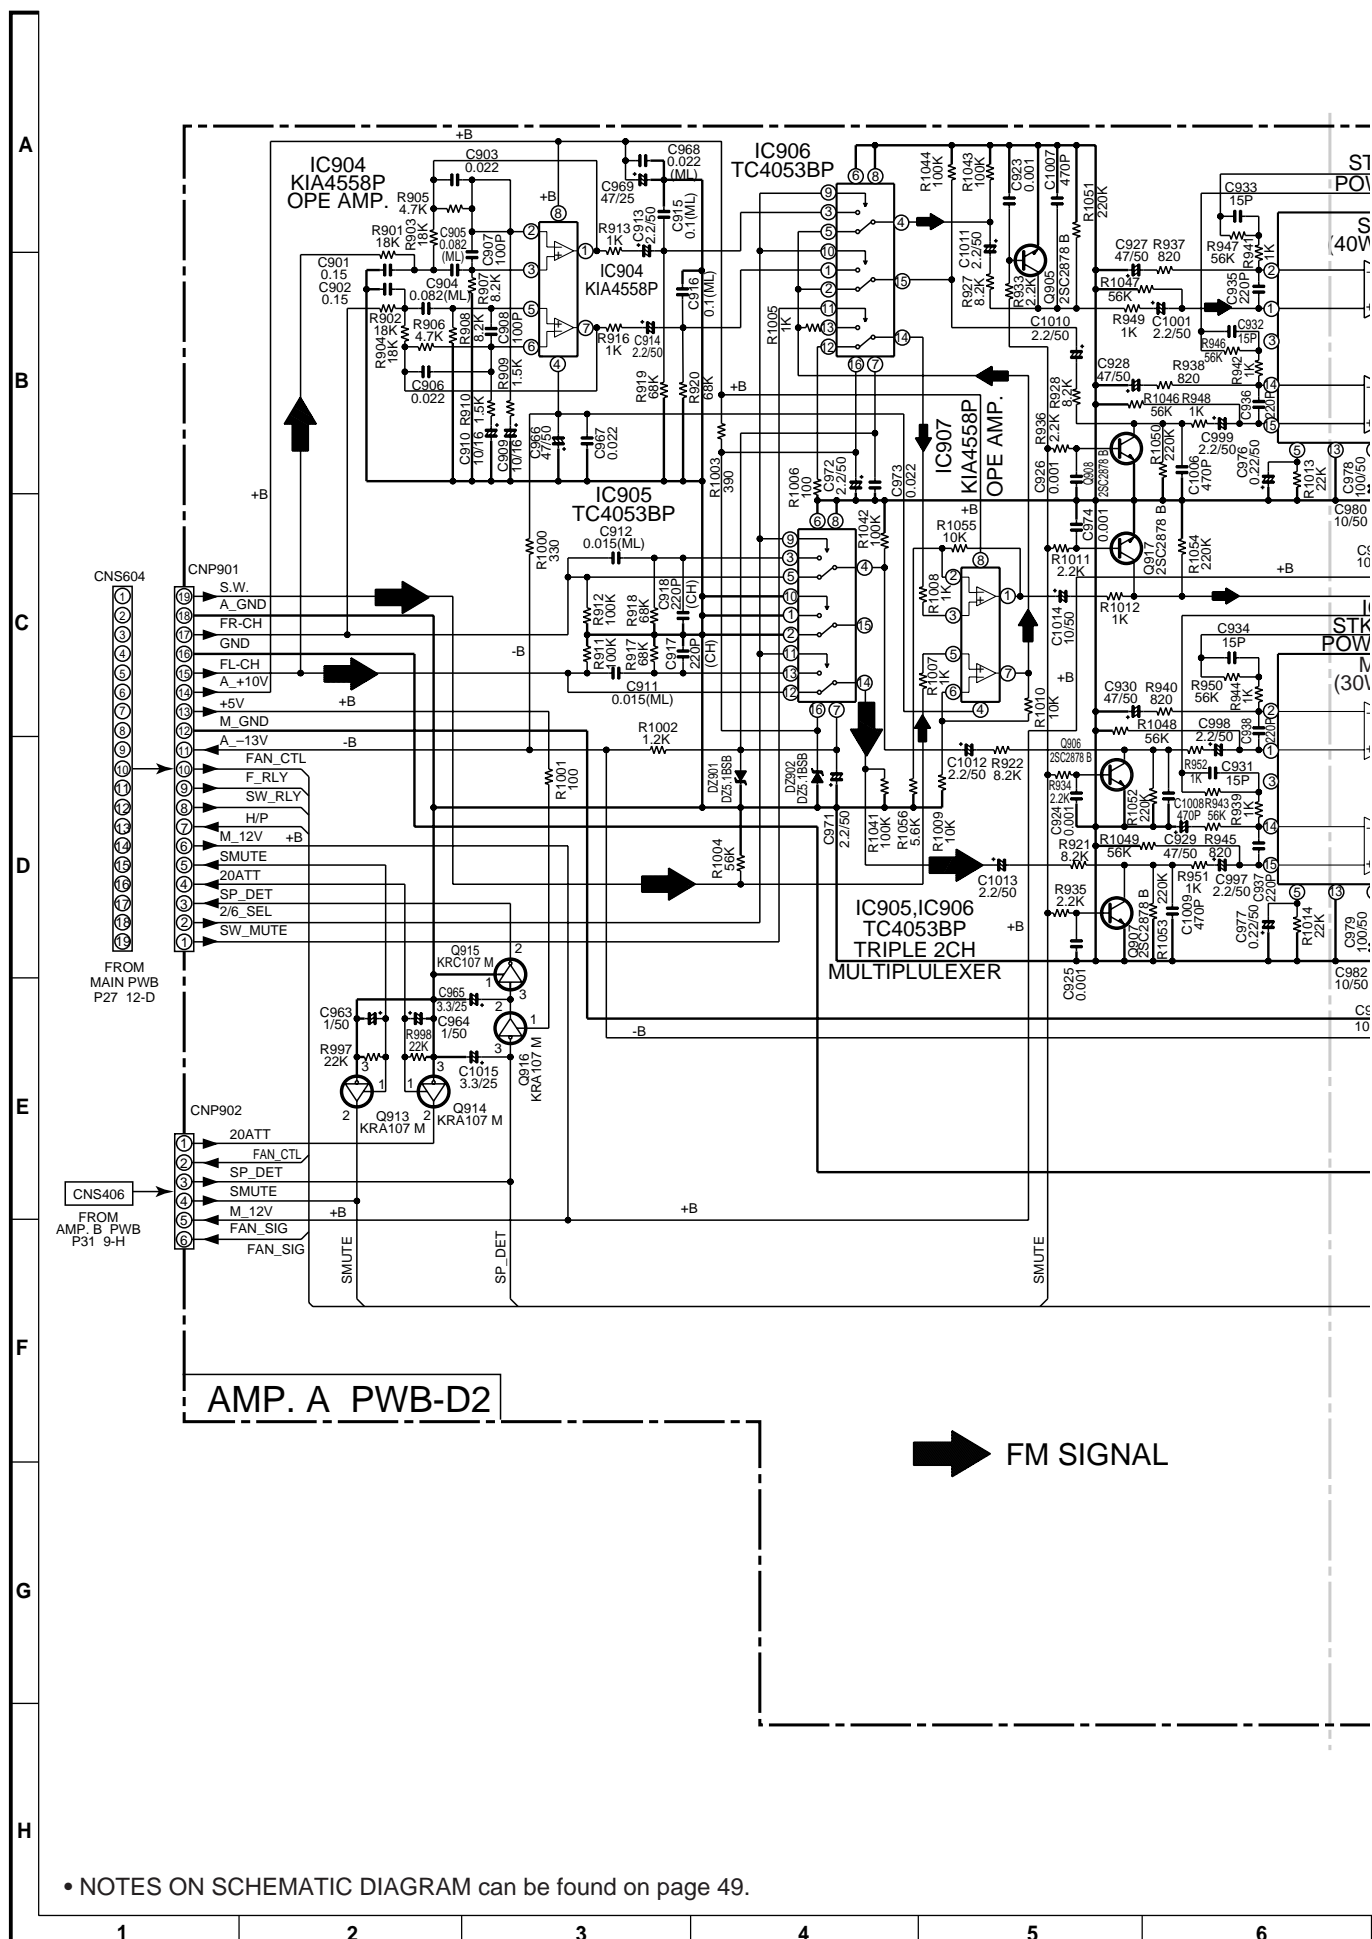 A
B
C
D
E
F
G
H
IC904
KIA4558P
OPE AMP.
+B
C903
0.022
R905
4.7K
R901
18K
R903
18K
C905
0.082
(ML)
C907
100P
C901
0.15
C902
0.15
C904
0.082(ML)
R907
8.2K
R902
18K
R904
18K
R906
4.7K
R908
8.2K
C908
100P
R909
1.5K
C906
0.022
R910
1.5K
C910
10/16
C909
10/16
C966
47/50
C967
0.022
+B
C968
0.022
(ML)
C969
47/25
C913
2.2/50
C915
0.1(ML)
R913
1K
IC904
KIA4558P
C916
0.1(ML)
R916
1K
C914
2.2/50
R919
68K
R920
68K
+B
IC906
TC4053BP
R1005
1K
R1003
390
R1006
100
C972
2.2/50
C973
0.022
R1044
100K
R1043
100K
C923
0.001
C1007
470P
R1051
220K
C1011
2.2/50
R927
8.2K
R933
2.2K
Q905
2SC2878 B
C1010
2.2/50
R928
8.2K
R936
2.2K
C926
0.001
Q908
2SC2878 B
C974
0.001
Q917
2SC2878 B
R1011
2.2K
C933
15P
R947
56K
R941
1K
C927
47/50
R937
820
R1047
56K
C935
220P
R949
1K
C1001
2.2/50
C932
15P
R946
56K
R942
1K
C928
47/50
R938
820
R1046
56K
R948
1K
C936
220P
R1050
220K
C999
2.2/50
C1006
470P
C976
0.22/50
R1013
22K
C978
100/50
C980
10/50
R1054
220K
+B
R1012
1K
IC907
KIA4558P
OPE AMP.
+B
R1055
10K
R1042
100K
R1008
1K
R1007
1K
R1010
10K
C1014
10/50
+B
IC905
TC4053BP
C912
0.015(ML)
R1000
330
R912
100K
R918
68K
C918
220P
(CH)
R911
100K
R917
68K
C917
220P
(CH)
C911
0.015(ML)
-B
+B
+B
-B
R1002
1.2K
R1001
100
DZ901
DZ5.1BSB
DZ902
DZ5.1BSB
C971
2.2/50
R1004
56K
R1041
100K
R1056
5.6K
R1009
10K
C1012
2.2/50
R922
8.2K
C1013
2.2/50
IC905,IC906
TC4053BP
TRIPLE 2CH
MULTIPLULEXER
C934
15P
R950
56K
R944
1K
C930
47/50
R940
820
R1048
56K
C998
2.2/50
C938
220P
Q906
2SC2878 B
R934
2.2K
C924
0.001
R1052
220K
R952
1K
C931
15P
C1008
470P
R943
56K
R939
1K
R921
8.2K
R1049
56K
C929
47/50
R945
820
R951
1K
C997
2.2/50
C937
220P
R935
2.2K
Q907
2SC2878 B
R1053
220K
C1009
470P
C977
0.22/50
R1014
22K
C979
100/50
C982
10/50
C925
0.001
+B
CNS604
CNP901
S.W.
A_GND
FR-CH
GND
FL-CH
A_+10V
+5V
M_GND
A_–13V
FAN_CTL
F_RLY
SW_RLY
H/P
M_12V
+B
SMUTE
20ATT
SP_DET
2/6_SEL
SW_MUTE
FROM
MAIN PWB
P27 12-D
Q915
KRC107 M
C965
3.3/25
C963
1/50
C964
1/50
R997
22K
R998
22K
C1015
3.3/25
Q916
KRA107 M
Q913
KRA107 M
Q914
KRA107 M
-B
CNP902
20ATT
FAN_CTL
SP_DET
SMUTE
M_12V
+B
+B
FAN_SIG
FAN_SIG
CNS406
FROM
AMP. B PWB
P31 9-H
SMUTE
SP_DET
SMUTE
AMP. A PWB-D2
FM SIGNAL
• NOTES ON SCHEMATIC DIAGRAM can be found on page 49.
1 2 3 4 5 6